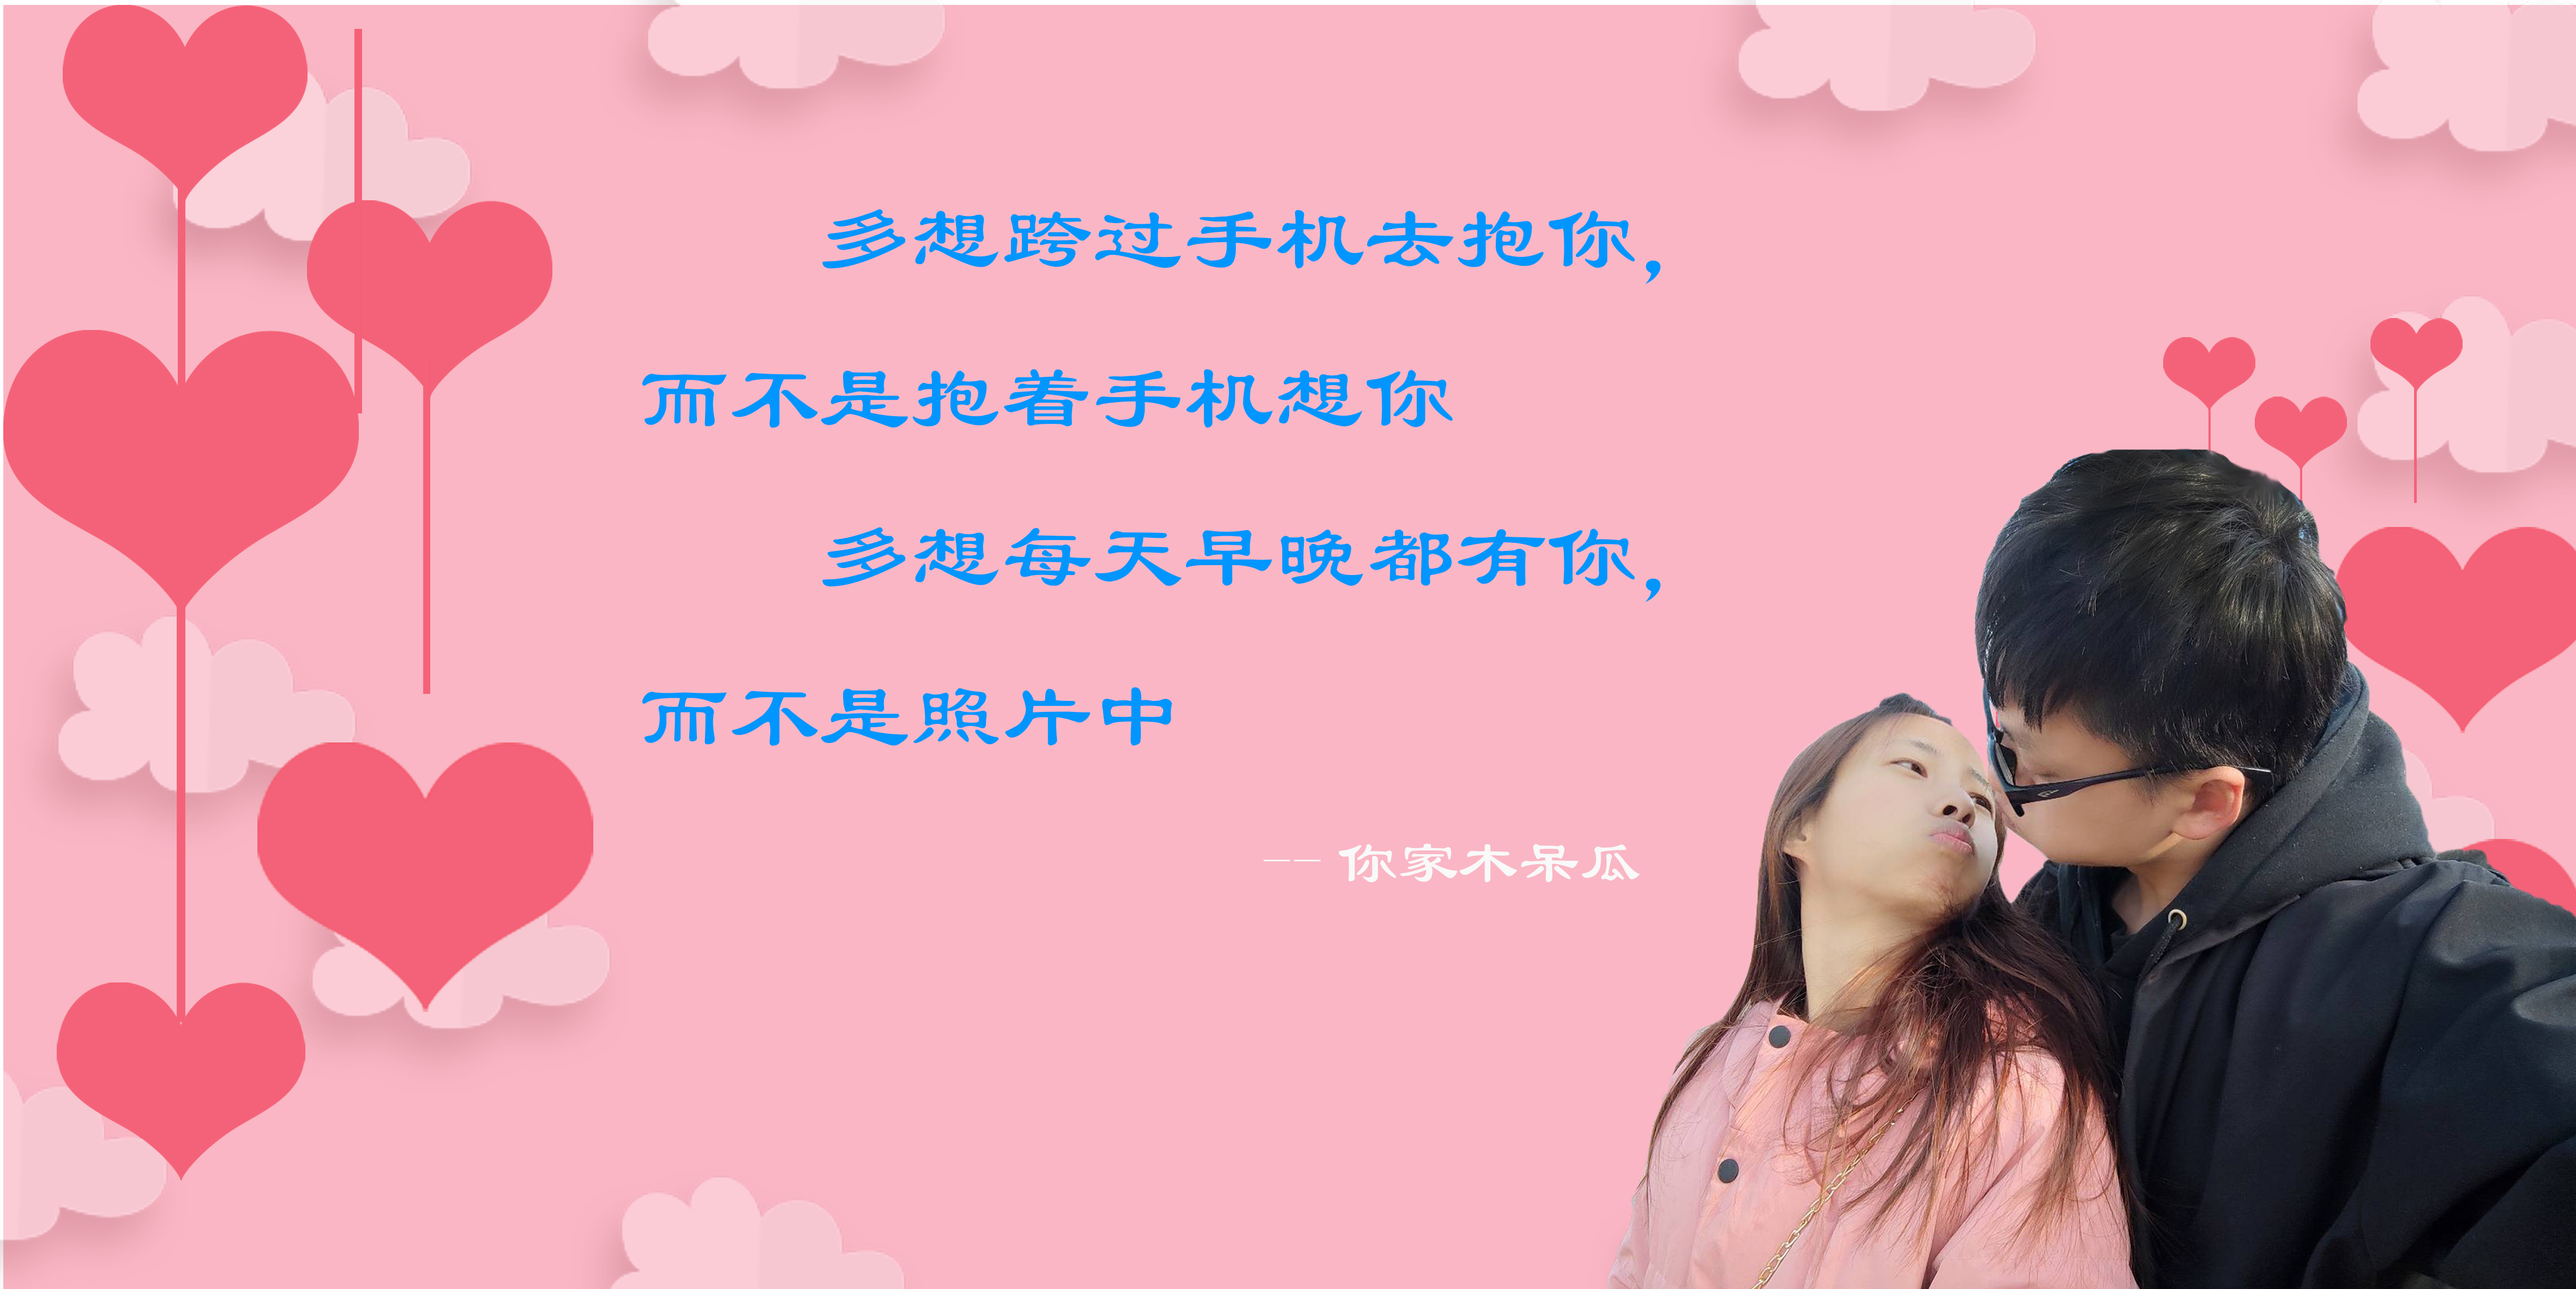 多想跨过手机去抱你，
而不是抱着手机想你
多想每天早晚都有你，
而不是照片中
—— 你家木呆瓜